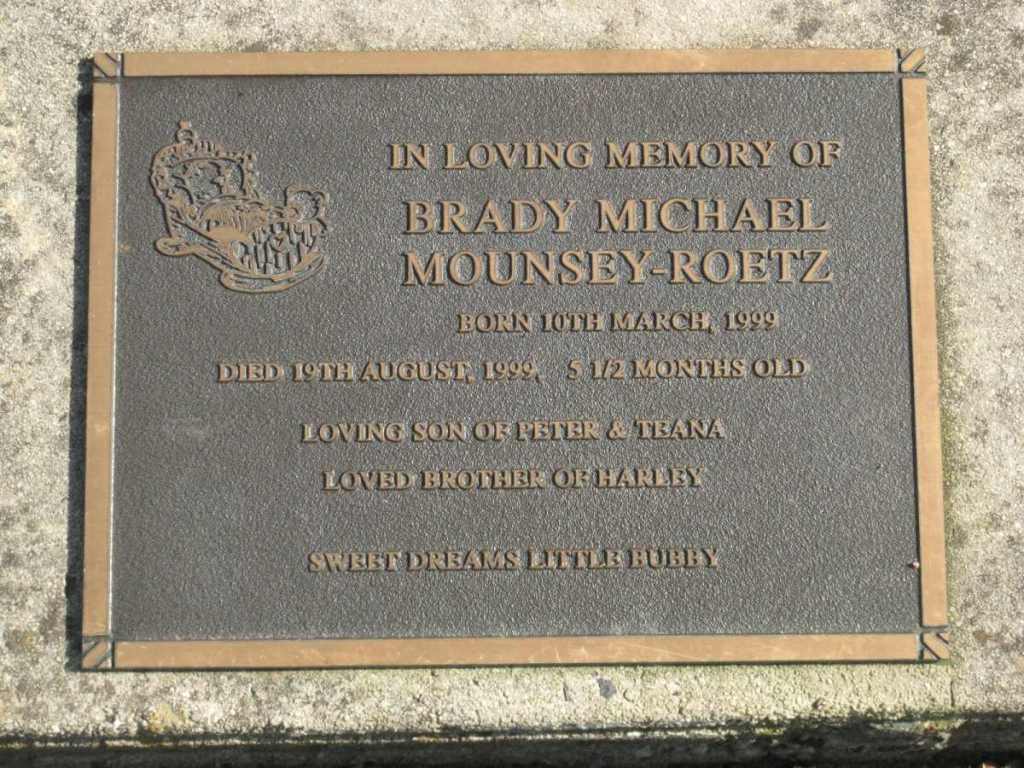 IN LOVING MEMORY OF
BRADY MICHAEL
MOUNSEY-ROETZ
BORN 10TH MARCH, 1999
DIED 19TH AUGUST, 1999, 5 1/2 MONTHS OLD
LOVING SON OF PETER & TEANA
LOVED BROTHER OF HARLEY
SWEET DREAMS LITTLE BUBBY